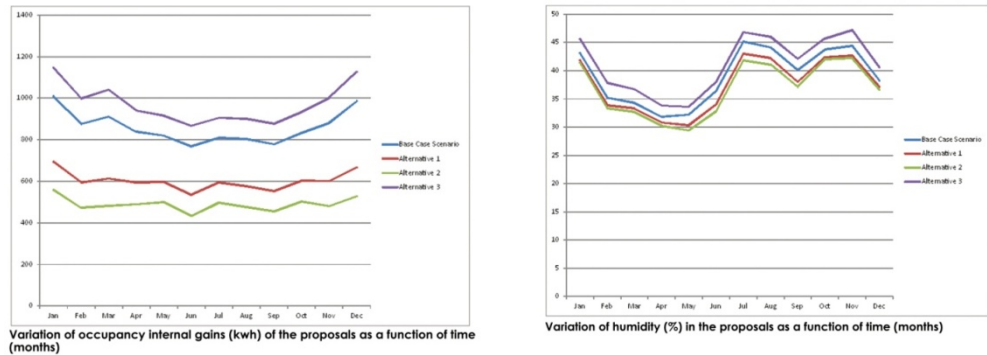 1400
1200
1000
800
600
400
200
0
Jan Feb Mar Apr May Jun Jul Aug Sep Oct Nov Dec
Base Case Scenario
Alternative 1
Alternative 2
Alternative 3
Variation of occupancy internal gains (kwh) of the proposals as a function of time
(months)
50
45
40
35
30
25
20
15
10
5
0
Jan Feb Mar Apr May Jun Jul Aug Sep Oct Nov Dec
Base Case Scenario
Alternative 1
Alternative 2
Alternative 3
Variation of humidity (%) in the proposals as a function of time (months)